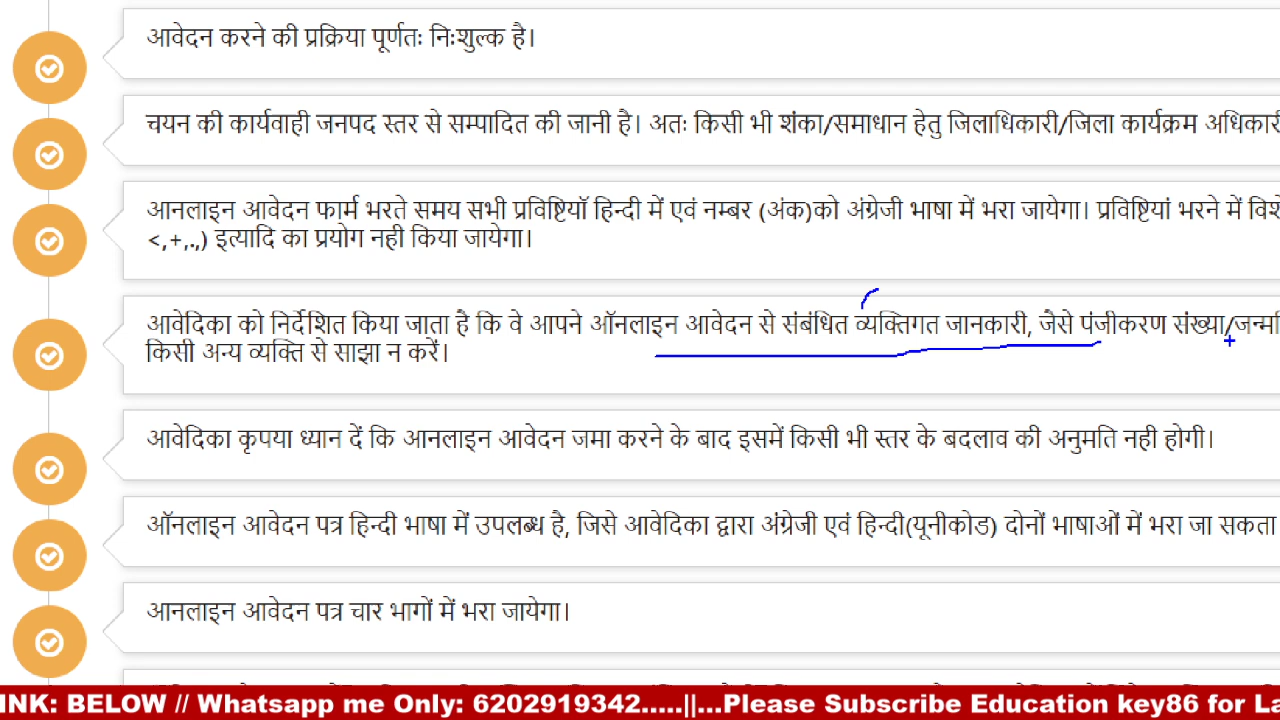 आवेदन करने की प्रक्रिया पूर्णतः निःशुल्क है।
चयन की कार्यवाही जनपद स्तर से सम्पादित की जानी है। अतः किसी भी शंका/समाधान हेतु जिलाधिकारी/जिला कार्यक्रम अधिकारी
आनलाइन आवेदन फार्म भरते समय सभी प्रविष्टियॉ हिन्दी में एवं नम्बर (अंक)को अंग्रेजी भाषा में भरा जायेगा। प्रविष्टियां भरने में
<,+,.,) इत्यादि का प्रयोग नही किया जायेगा।
आवेदिका को निर्देशित किया जाता है कि वे आपने ऑनलाइन आवेदन से संबंधित व्यक्तिगत जानकारी, जैसे पंजीकरण संख्या/
किसी अन्य व्यक्ति से साझा न करें।
आवेदिका कृपया ध्यान दें कि आनलाइन आवेदन जमा करने के बाद इसमें किसी भी स्तर के बदलाव की अनुमति नही होगी।
ऑनलाइन आवेदन पत्र हिन्दी भाषा में उपलब्ध है, जिसे आवेदिका द्वारा अंग्रेजी एवं हिन्दी(यूनीकोड) दोनों भाषाओं में भरा जा सकता
आनलाइन आवेदन पत्र चार भागों में भरा जायेगा।
INK: BELOW // Whatsapp me Only: 6202919342.....||...Please Subscribe Education key86 for La